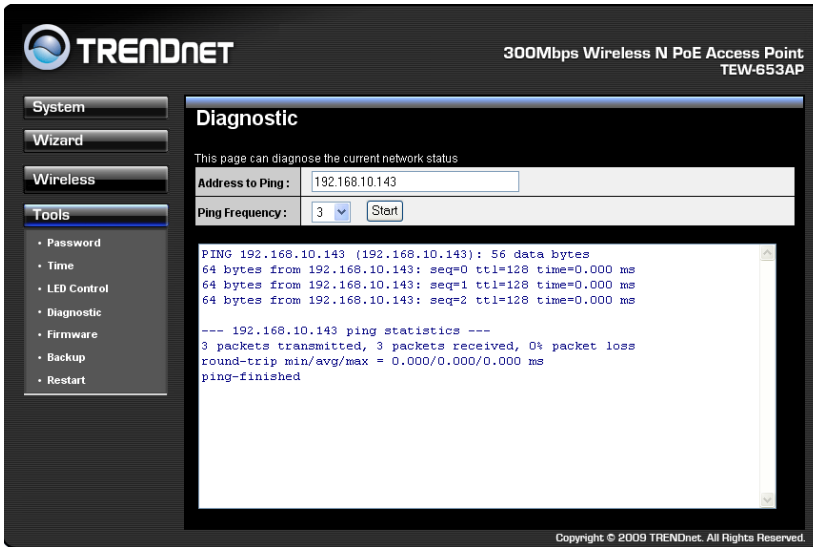 TRENDNET
300Mbps Wireless N PoE Access Point
TEW-653AP
System
Wizard
Wireless
Tools
• Password
• Time
• LED Control
• Diagnostic
• Firmware
• Backup
• Restart
Diagnostic
This page can diagnose the current network status
Address to Ping : 192.168.10.143
Ping Frequency : 3 Start
PING 192.168.10.143 (192.168.10.143): 56 data bytes
64 bytes from 192.168.10.143: seq=0 ttl=128 time=0.000 ms
64 bytes from 192.168.10.143: seq=1 ttl=128 time=0.000 ms
64 bytes from 192.168.10.143: seq=2 ttl=128 time=0.000 ms
--- 192.168.10.143 ping statistics ---
3 packets transmitted, 3 packets received, 0% packet loss
round-trip min/avg/max = 0.000/0.000/0.000 ms
ping-finished
Copyright © 2009 TRENDnet. All Rights Reserved.